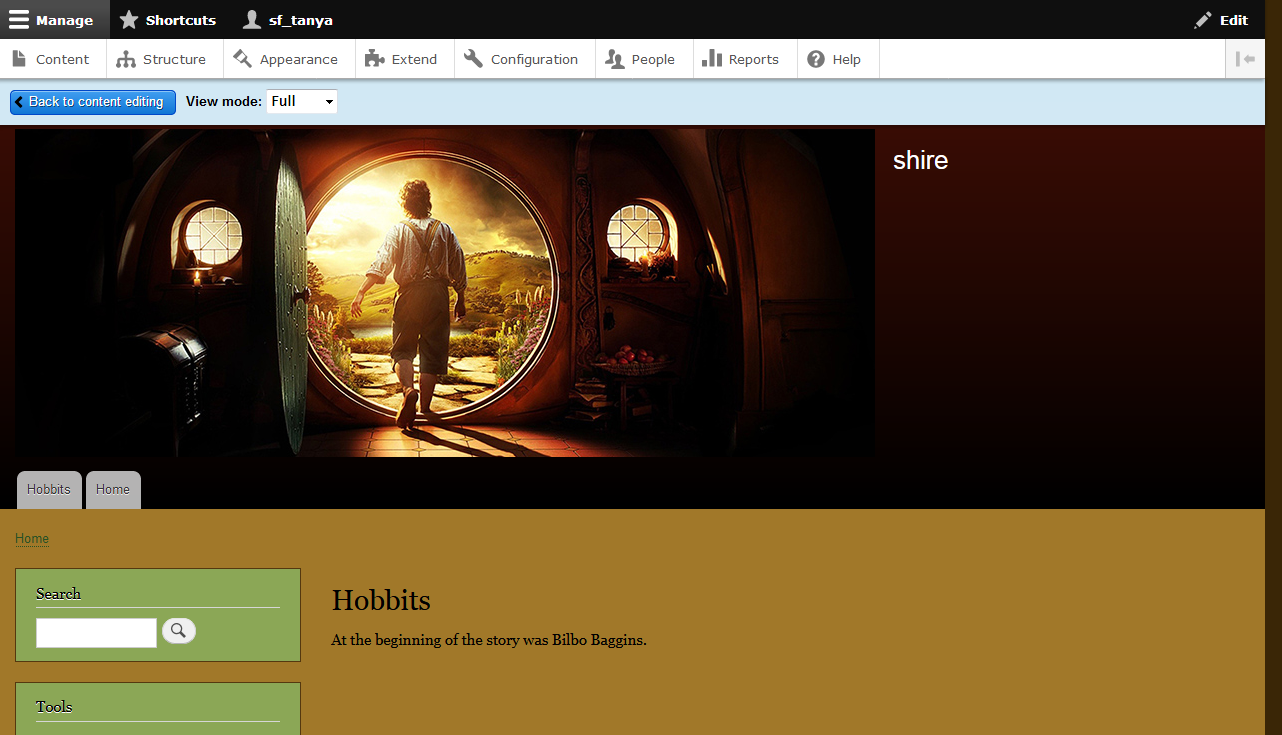 Manage Shortcuts sf_tanya Edit
Content Structure Appearance Extend Configuration People Reports Help
Back to content editing View mode: Full
shire
Hobbits Home
Home
Search
Hobbits
At the beginning of the story was Bilbo Baggins.
Tools